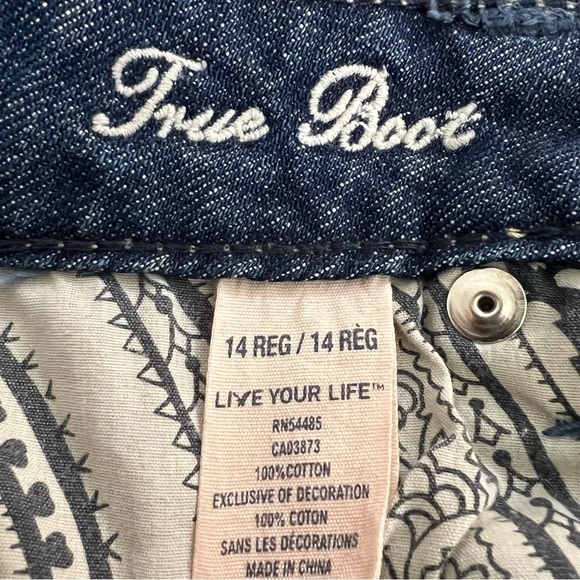 True Boot
14 REG / 14 RÈG
LIVE YOUR LIFE™
RN54485
CA03873
100%COTTON
EXCLUSIVE OF DECORATION
100% COTON
SANS LES DÉCORATIONS
MADE IN CHINA